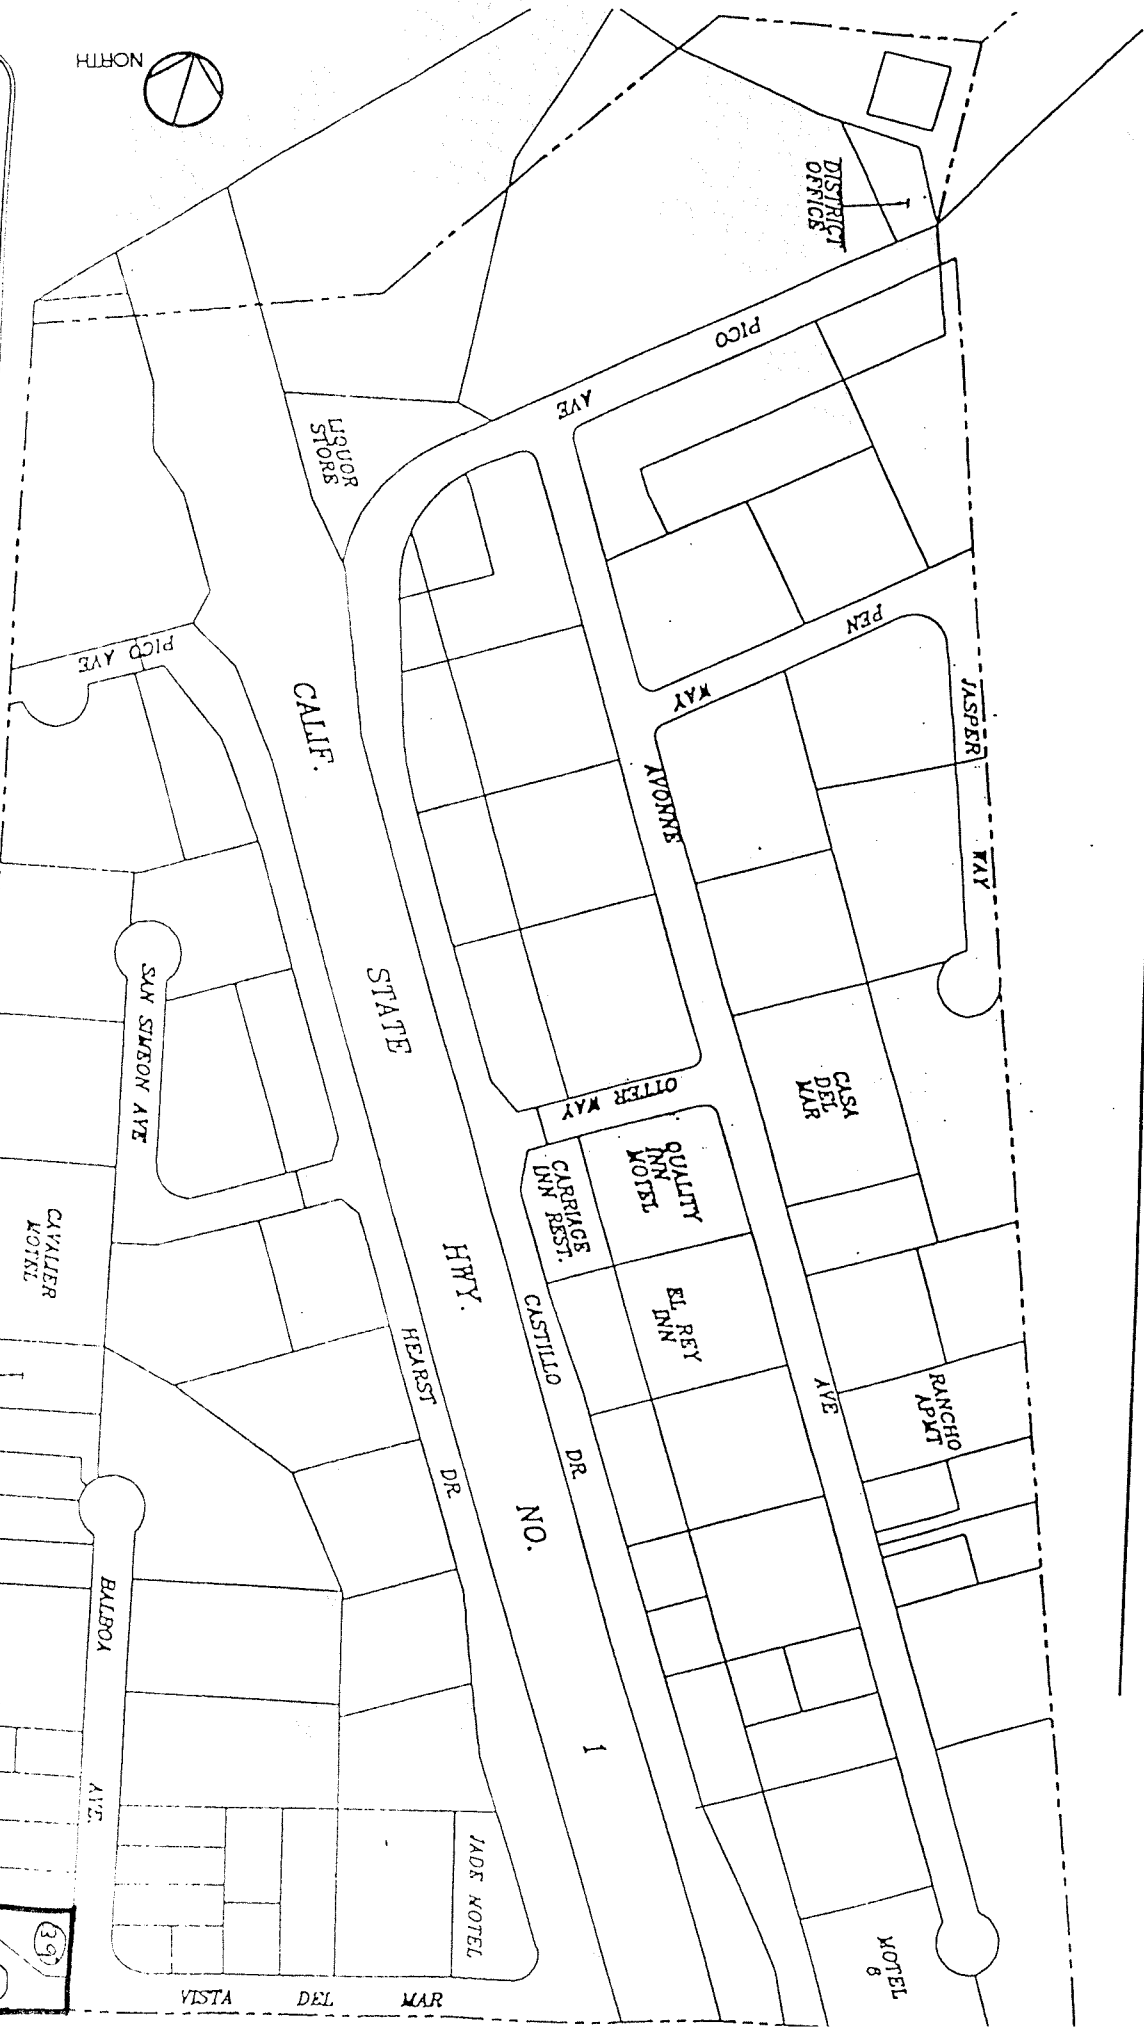 NORTH
DISTRICT
OFFICE
PICO
AVE
LIQUOR
STORE
PEN
WAY
JASPER
WAY
PICO AVE
CALIF.
STATE
HWY.
NO.
1
AVONNE
AVE
SAN SIMEON AVE
OTTER WAY
CASA
DEL
MAR
QUALITY
INN
MOTEL
CARRIAGE
INN REST.
EL REY
INN
CAVALIER
MOTEL
CASTILLO
DR
HEARST
DR
RANCHO
APMT
BALBOA
AVE.
JADE MOTEL
MOTEL
6
39
VISTA DEL MAR